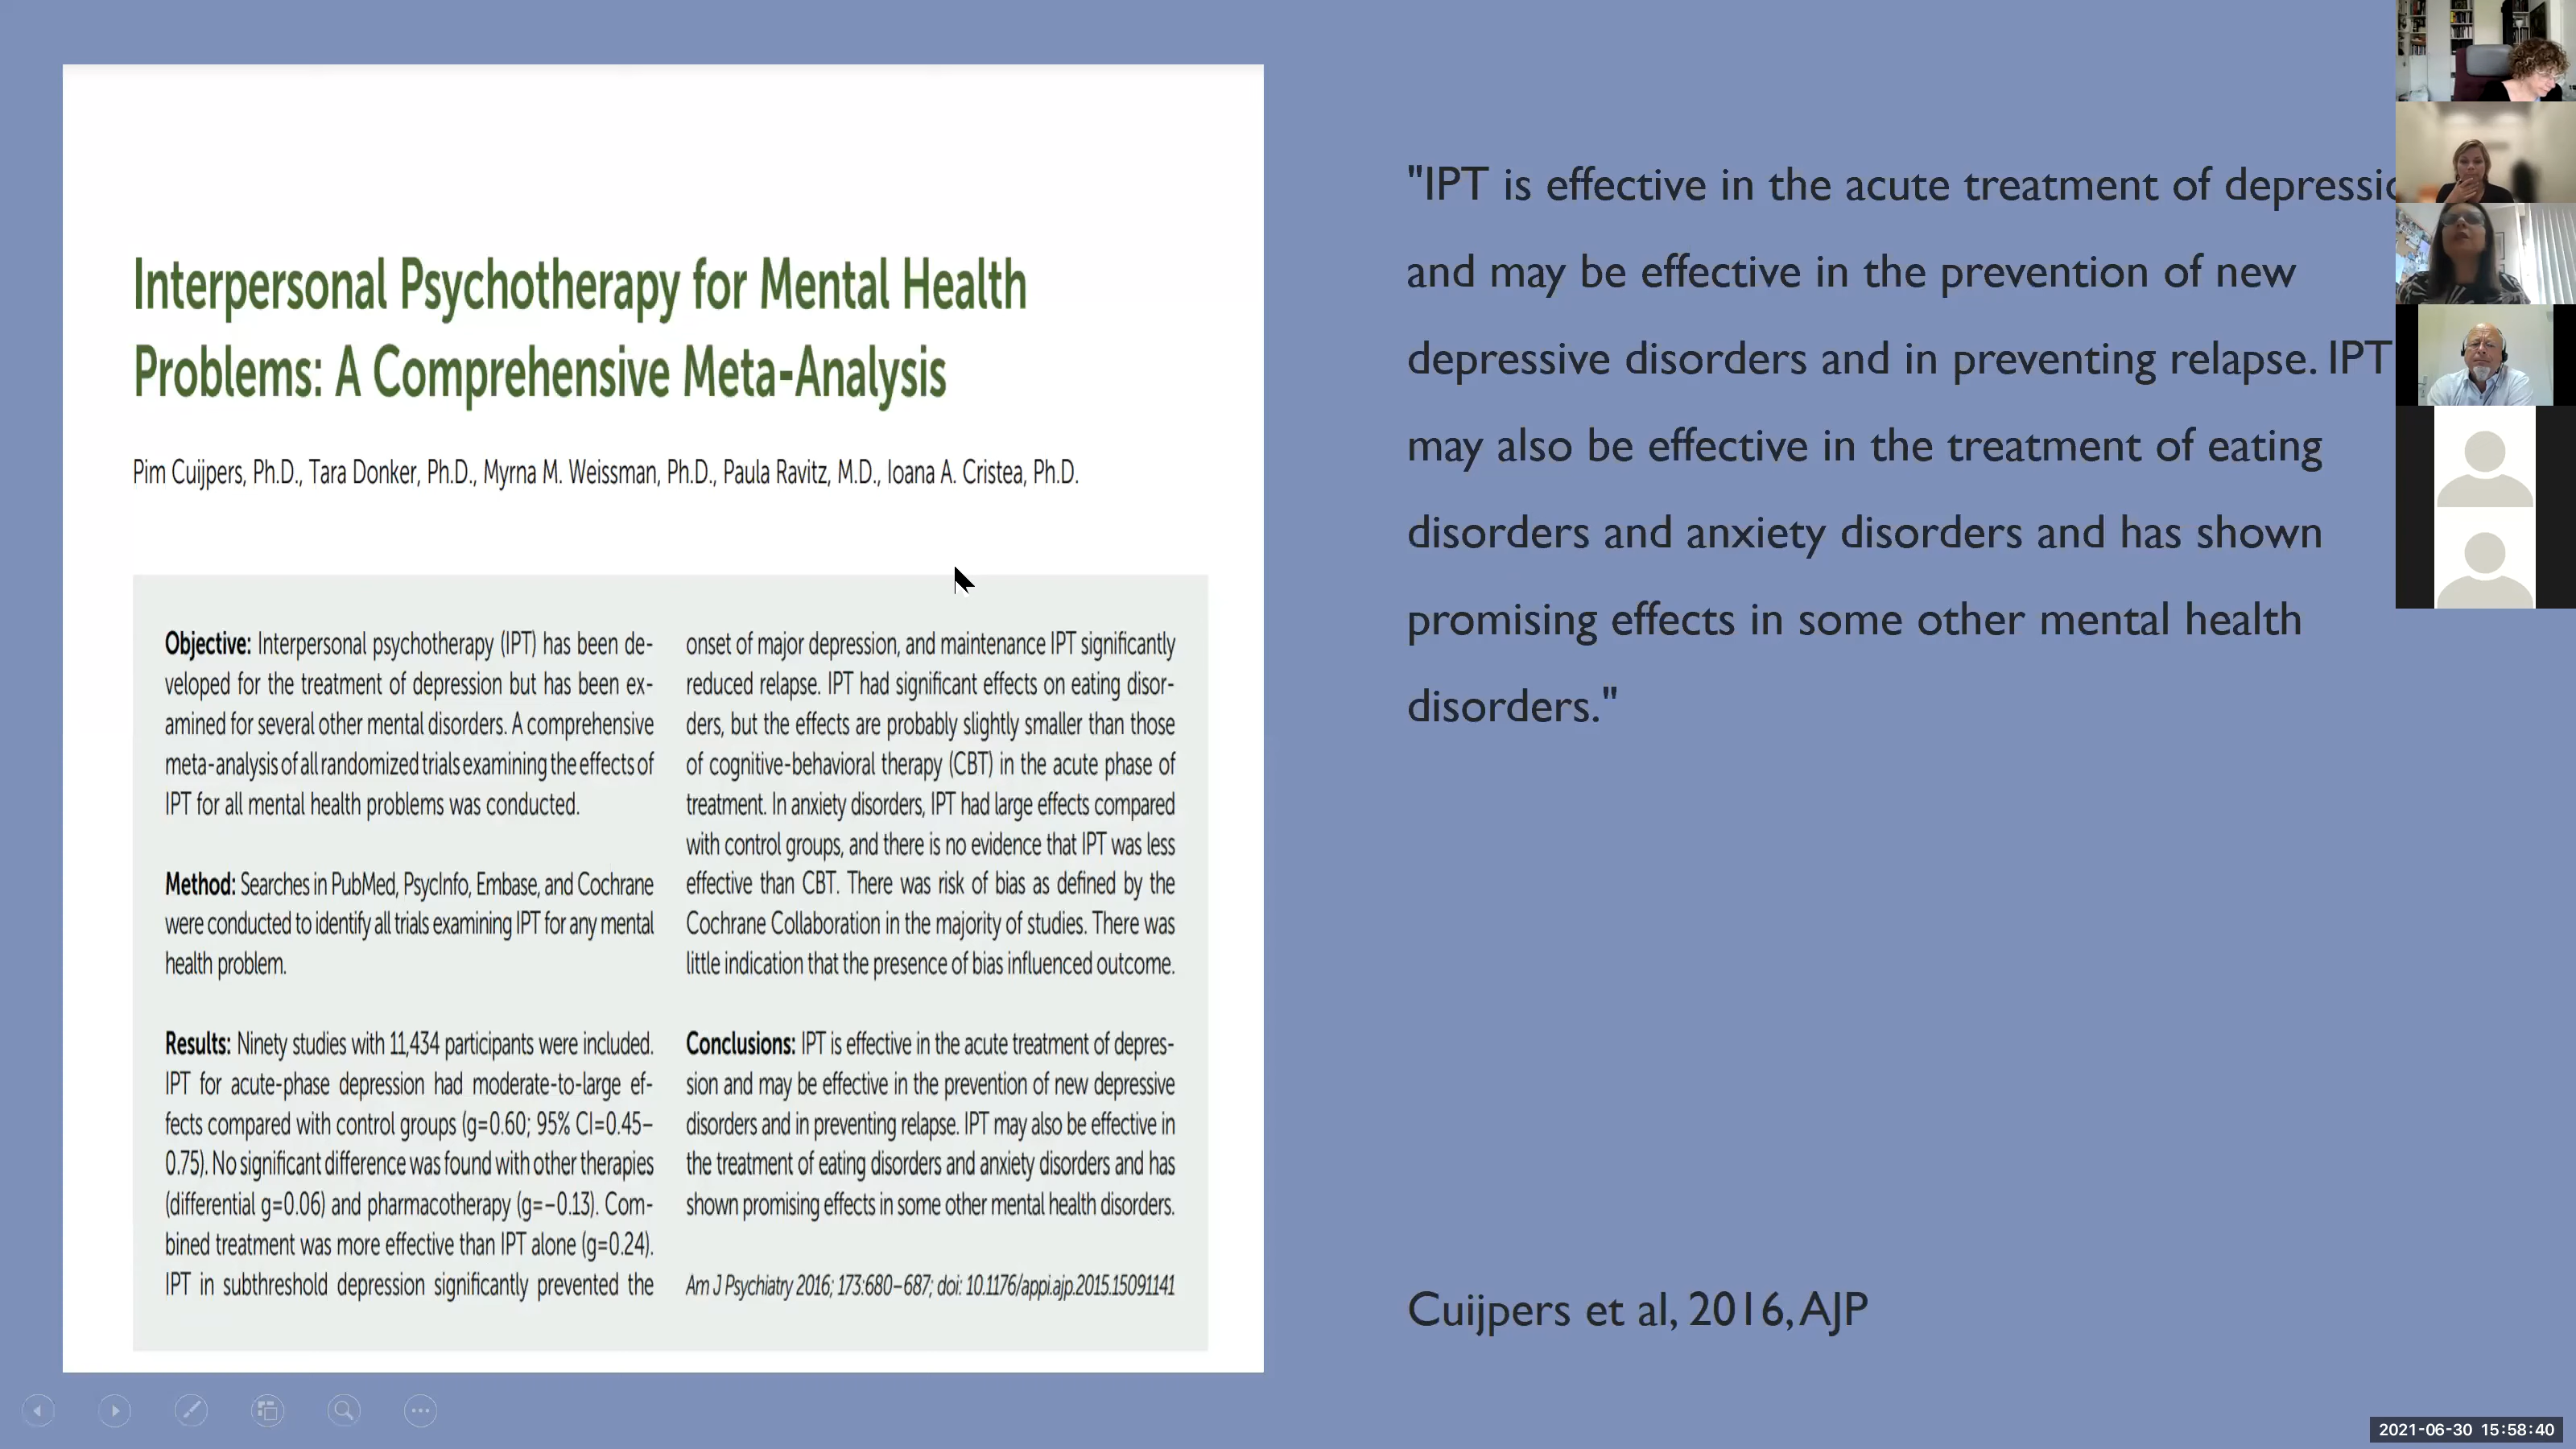 Interpersonal Psychotherapy for Mental Health
Problems: A Comprehensive Meta-Analysis
Pim Cuijpers, Ph.D., Tara Donker, Ph.D., Myrna M. Weissman, Ph.D., Paula Ravitz, M.D., Ioana A. Cristea, Ph.D.
Objective: Interpersonal psychotherapy (IPT) has been de-
veloped for the treatment of depression but has been ex-
amined for several other mental disorders. A comprehensive
meta-analysis of all randomized trials examining the effects of
IPT for all mental health problems was conducted.
Method: Searches in PubMed, PsycInfo, Embase, and Cochrane
were conducted to identify all trials examining IPT for any mental
health problem.
Results: Ninety studies with 11,434 participants were included.
IPT for acute-phase depression had moderate-to-large ef-
fects compared with control groups (g=0.60; 95% CI=0.45–
0.75). No significant difference was found with other therapies
(differential g=0.06) and pharmacotherapy (g=−0.13). Com-
bined treatment was more effective than IPT alone (g=0.24).
IPT in subthreshold depression significantly prevented the
onset of major depression, and maintenance IPT significantly
reduced relapse. IPT had significant effects on eating disor-
ders, but the effects are probably slightly smaller than those
of cognitive-behavioral therapy (CBT) in the acute phase of
treatment. In anxiety disorders, IPT had large effects compared
with control groups, and there is no evidence that IPT was less
effective than CBT. There was risk of bias as defined by the
Cochrane Collaboration in the majority of studies. There was
little indication that the presence of bias influenced outcome.
Conclusions: IPT is effective in the acute treatment of depres-
sion and may be effective in the prevention of new depressive
disorders and in preventing relapse. IPT may also be effective in
the treatment of eating disorders and anxiety disorders and has
shown promising effects in some other mental health disorders.
Am J Psychiatry 2016; 173:680–687; doi: 10.1176/appi.ajp.2015.15091141
"IPT is effective in the acute treatment of depressio
and may be effective in the prevention of new
depressive disorders and in preventing relapse. IPT
may also be effective in the treatment of eating
disorders and anxiety disorders and has shown
promising effects in some other mental health
disorders."
Cuijpers et al, 2016, AJP
2021-06-30 15:58:40